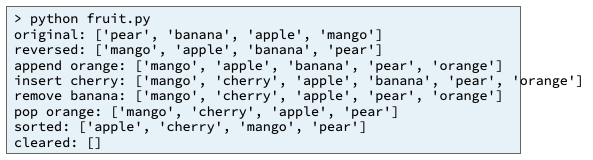 > python fruit.py
original: ['pear', 'banana', 'apple', 'mango']
reversed: ['mango', 'apple', 'banana', 'pear']
append orange: ['mango', 'apple', 'banana', 'pear', 'orange']
insert cherry: ['mango', 'cherry', 'apple', 'banana', 'pear', 'orange']
remove banana: ['mango', 'cherry', 'apple', 'pear', 'orange']
pop orange: ['mango', 'cherry', 'apple', 'pear']
sorted: ['apple', 'cherry', 'mango', 'pear']
cleared: []